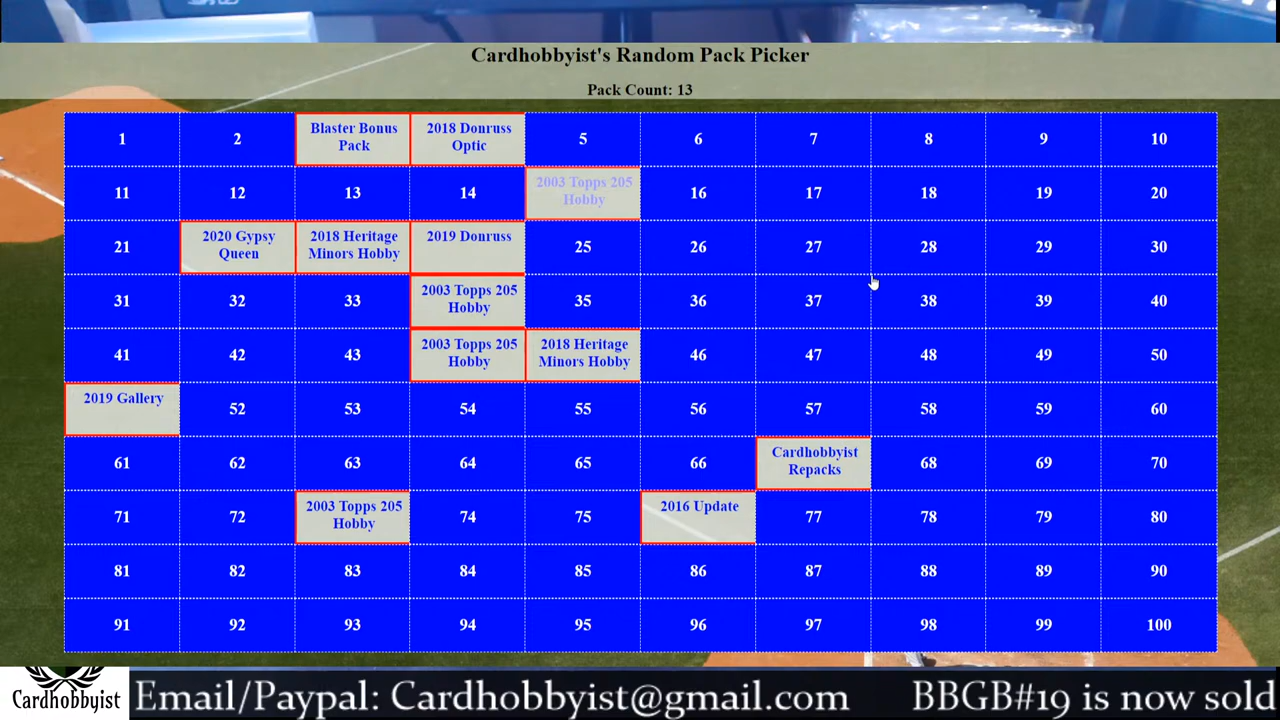 Cardhobbyist's Random Pack Picker
Pack Count: 13
1 2 Blaster Bonus Pack 2018 Donruss Optic 5 6 7 8 9 10
11 12 13 14 2003 Topps 205 Hobby 16 17 18 19 20
21 2020 Gypsy Queen 2018 Heritage Minors Hobby 2019 Donruss 25 26 27 28 29 30
31 32 33 2003 Topps 205 Hobby 35 36 37 38 39 40
41 42 43 2003 Topps 205 Hobby 2018 Heritage Minors Hobby 46 47 48 49 50
2019 Gallery 52 53 54 55 56 57 58 59 60
61 62 63 64 65 66 Cardhobbyist Repacks 68 69 70
71 72 2003 Topps 205 Hobby 74 75 2016 Update 77 78 79 80
81 82 83 84 85 86 87 88 89 90
91 92 93 94 95 96 97 98 99 100
Cardhobbyist
Email/Paypal: Cardhobbyist@gmail.com BBGB#19 is now sold